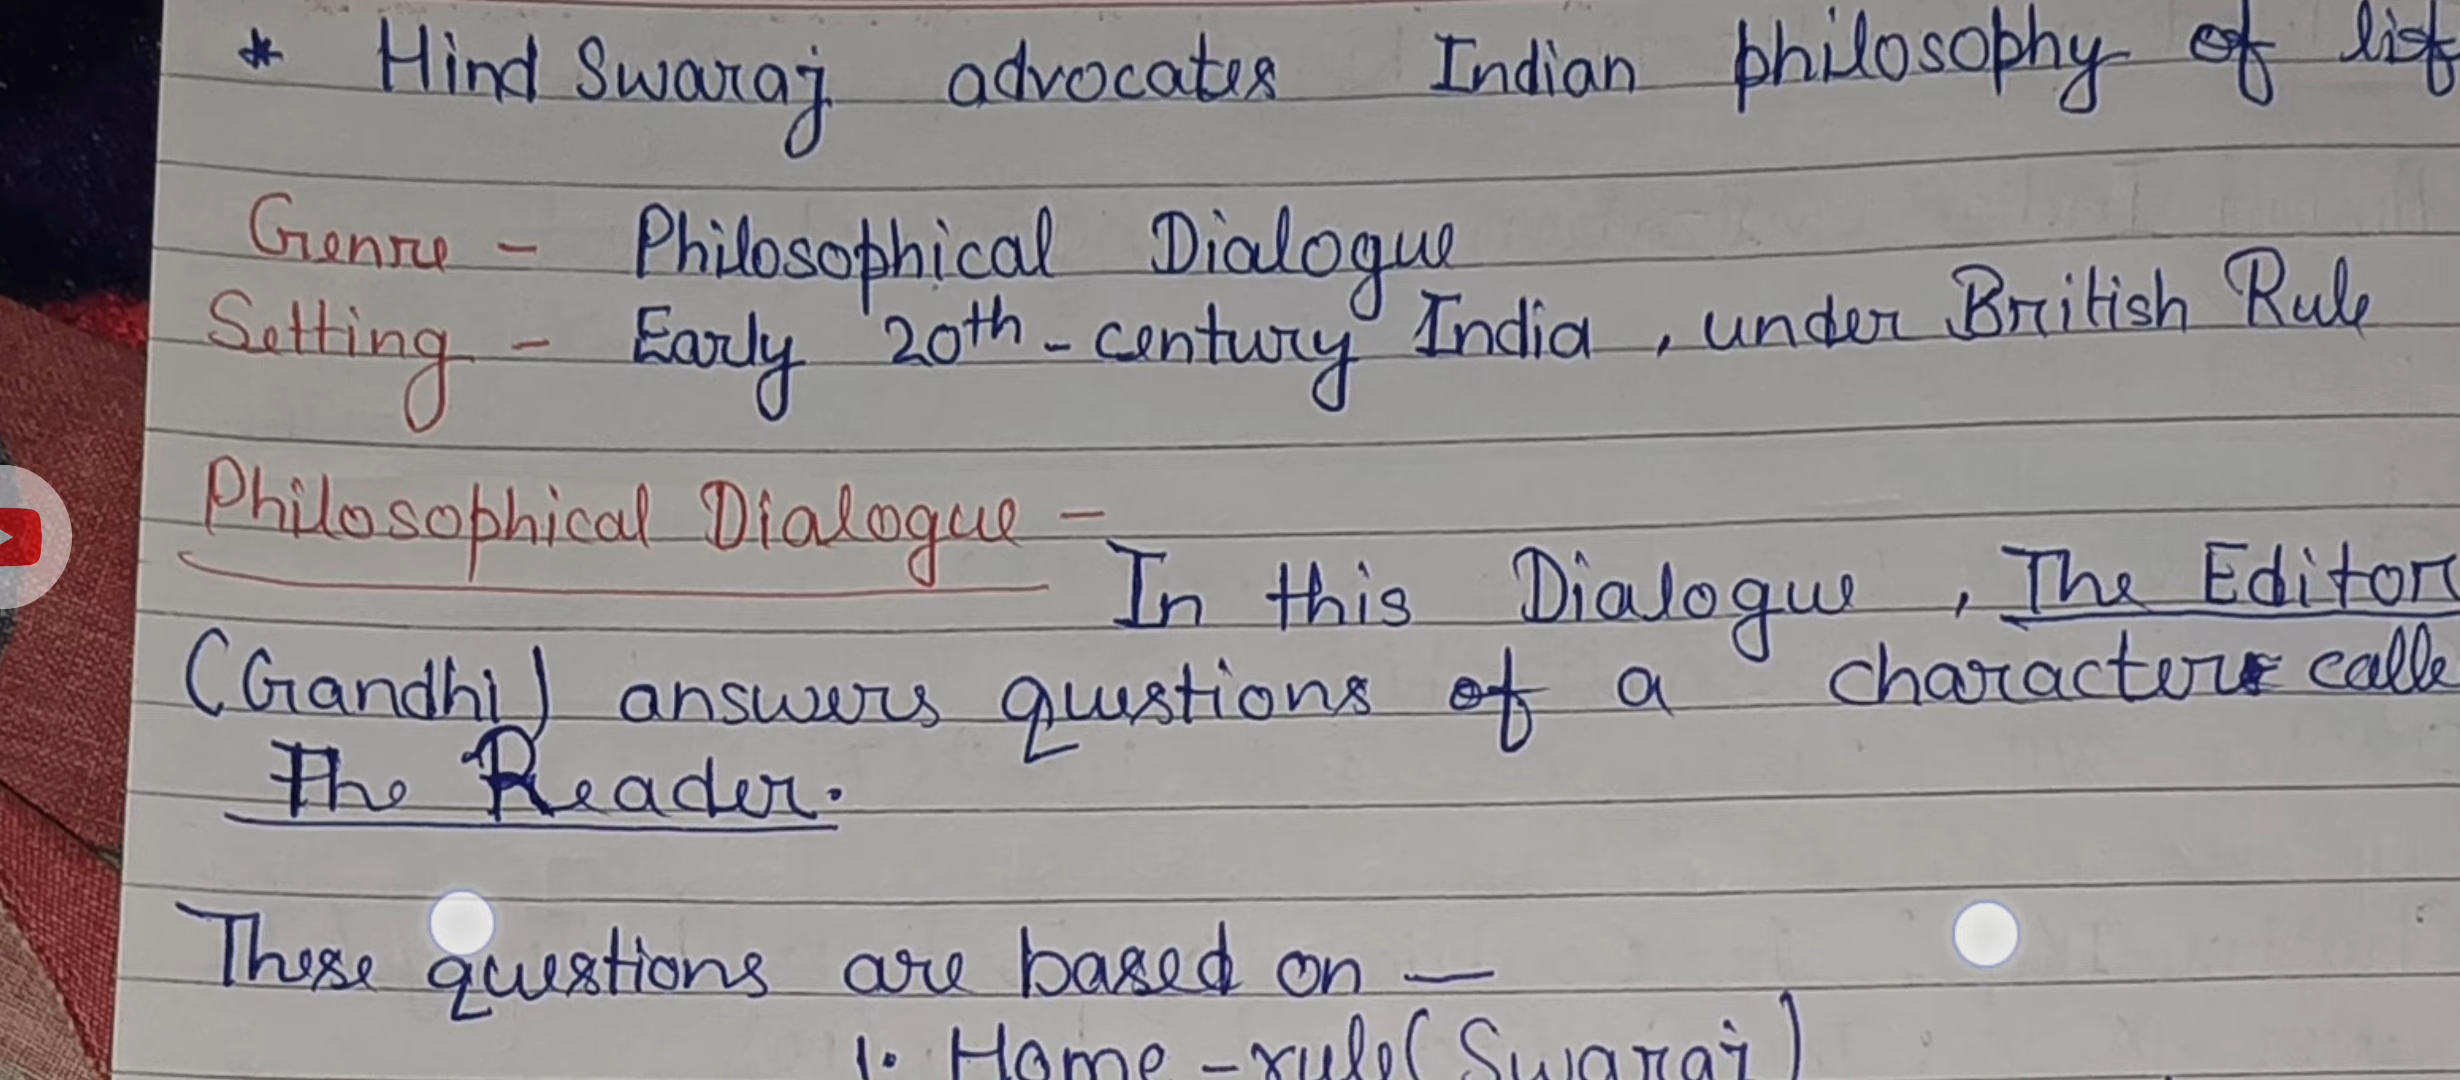 * Hind Swaraj advocates Indian philosophy of
Genre - Philosophical Dialogue
Setting - Early 20th-century India, under British Rule
Philosophical Dialogue -
In this Dialogue, The Editor
(Gandhi) answers questions of a character calle
The Reader.
These questions are based on —
1. Home-rule (Swaraj)